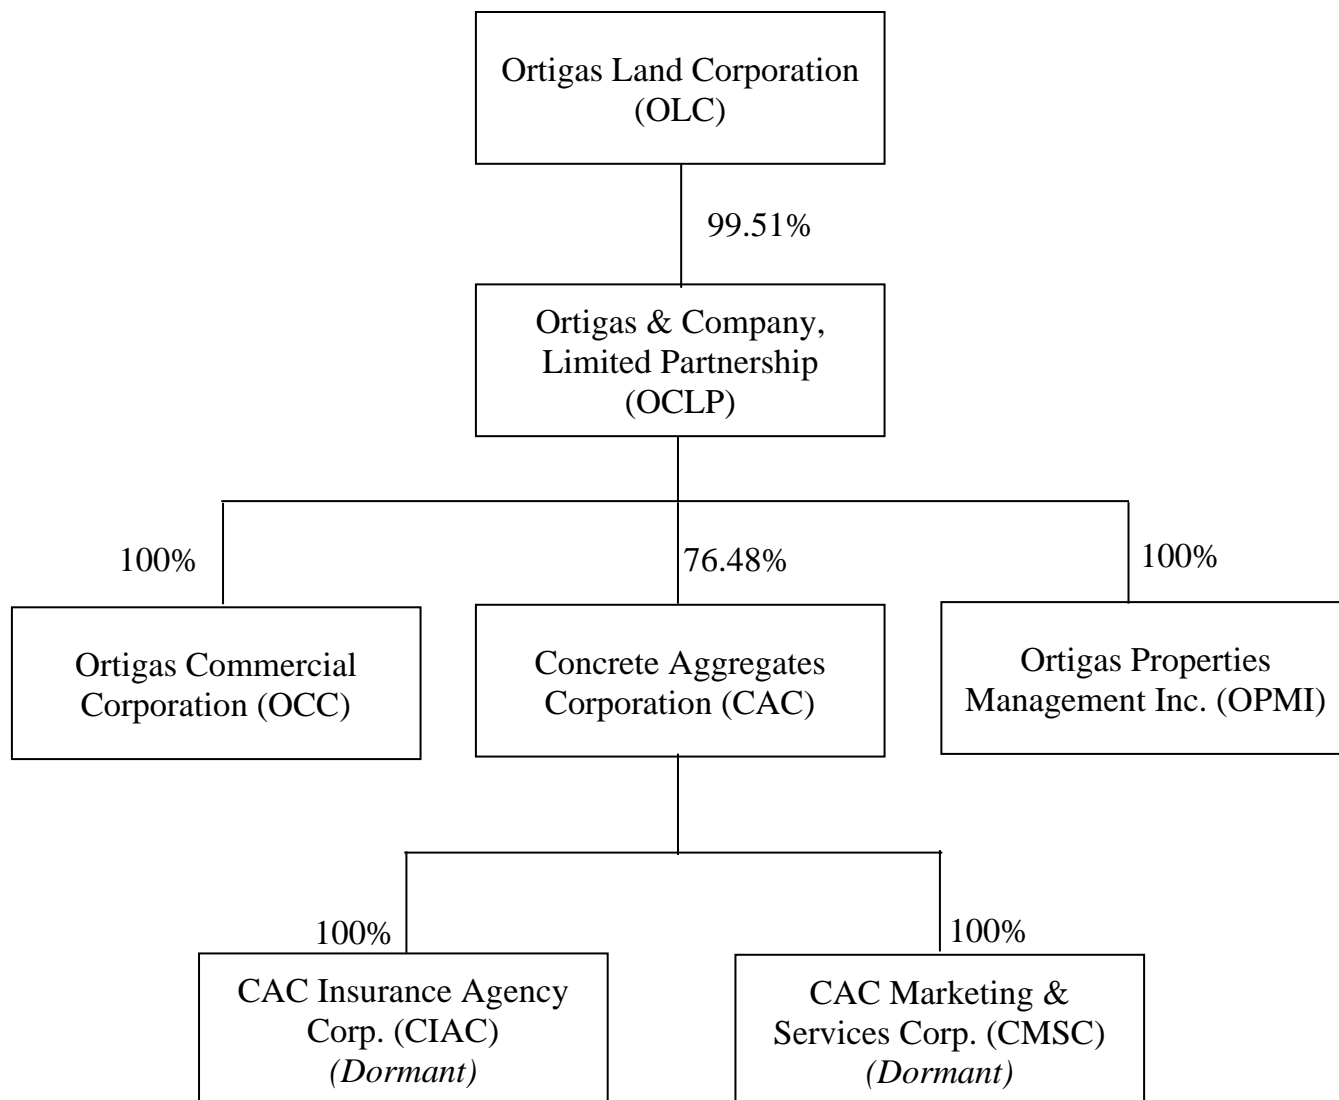 Ortigas Land Corporation
(OLC)
99.51%
Ortigas & Company,
Limited Partnership
(OCLP)
100%
76.48%
100%
Ortigas Commercial
Corporation (OCC)
Concrete Aggregates
Corporation (CAC)
Ortigas Properties
Management Inc. (OPMI)
100%
100%
CAC Insurance Agency
Corp. (CIAC)
(Dormant)
CAC Marketing &
Services Corp. (CMSC)
(Dormant)